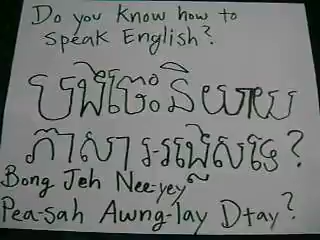 Do you know how to
speak English?
បងចេះនិយាយ
ភាសាអង់គ្លេសទេ?
Bong Jeh Nee-yey
Pea-sah Awng-lay Dtay?